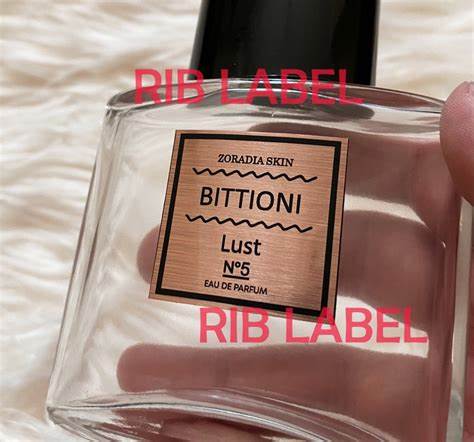 RIB LABEL
ZORADIA SKIN
BITTIONI
Lust
Nº5
EAU DE PARFUM
RIB LABEL